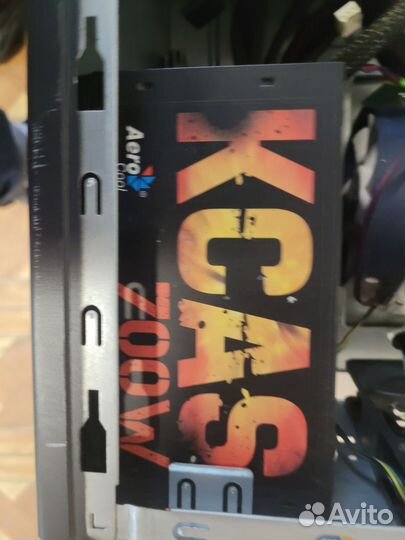 KCAS
Aero
cool
700W
Avito